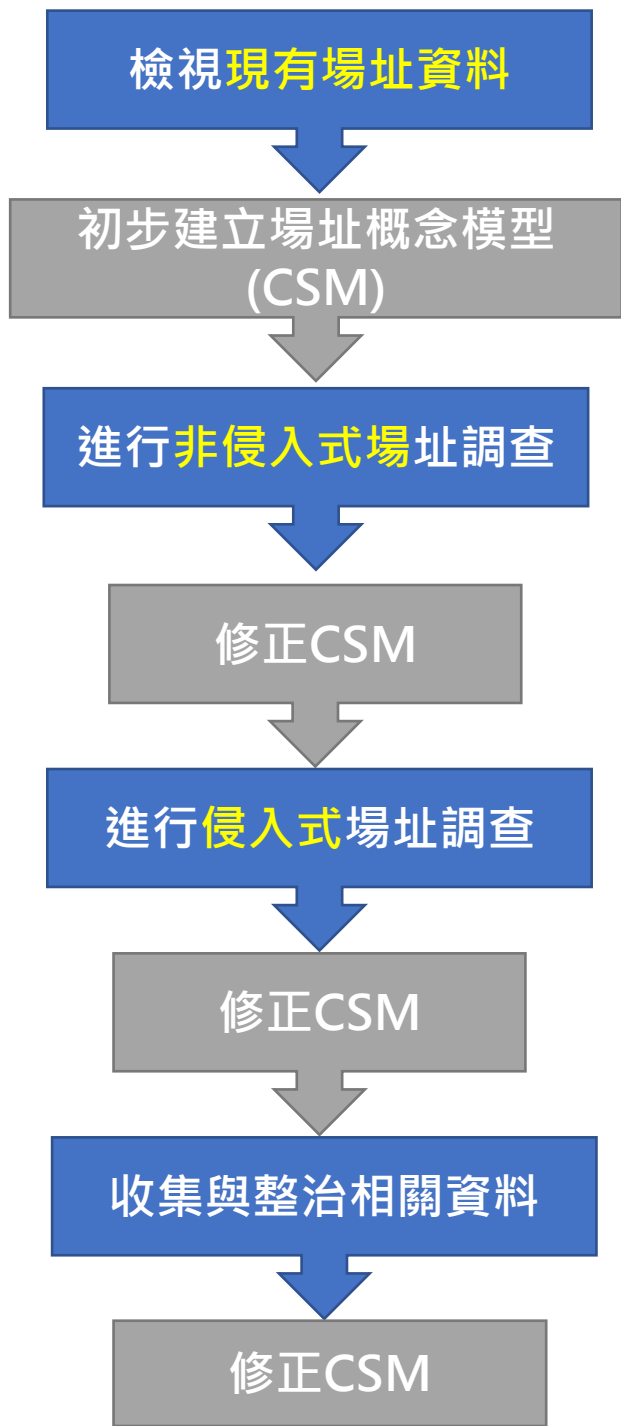 檢視現有場址資料
初步建立場址概念模型
(CSM)
進行非侵入式場址調查
修正CSM
進行侵入式場址調查
修正CSM
收集與整治相關資料
修正CSM